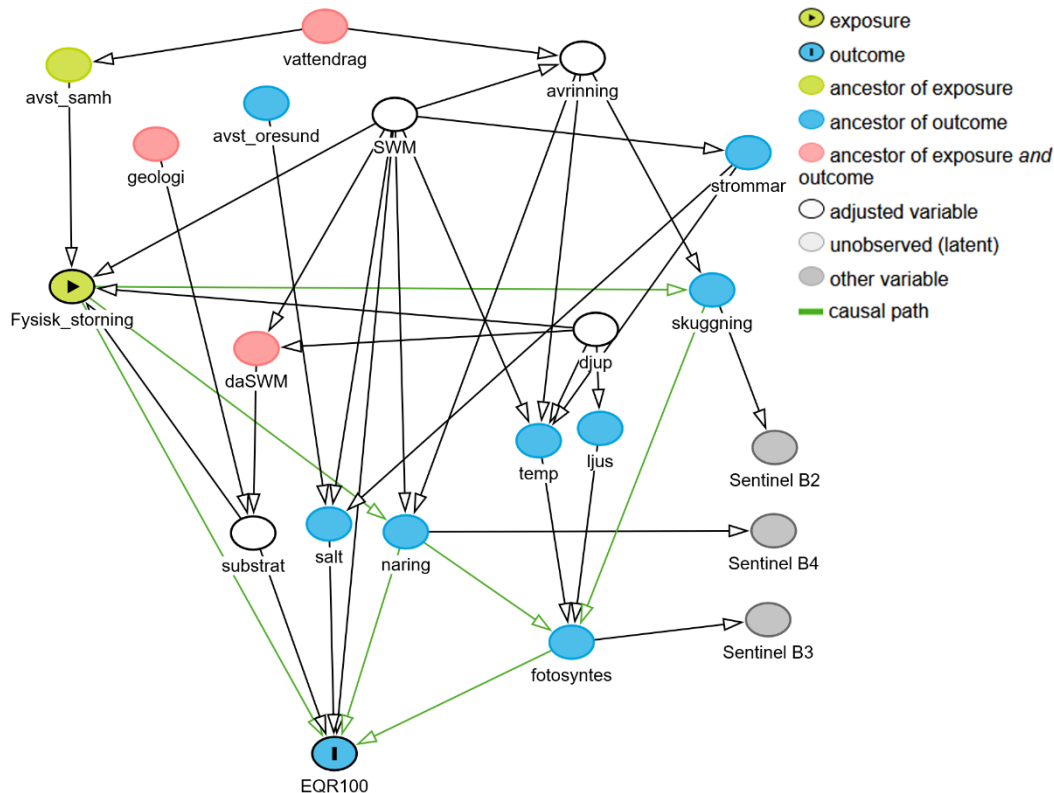 exposure
vattendrag
outcome
avst_samh
avrinning
ancestor of exposure
avst_oresund
SWM
ancestor of outcome
geologi
strommar
ancestor of exposure and
outcome
adjusted variable
unobserved (latent)
other variable
causal path
Fysisk_storning
skuggning
djup
daSWM
temp
ljus
Sentinel B2
substrat
salt
naring
Sentinel B4
Sentinel B3
fotosyntes
EQR100